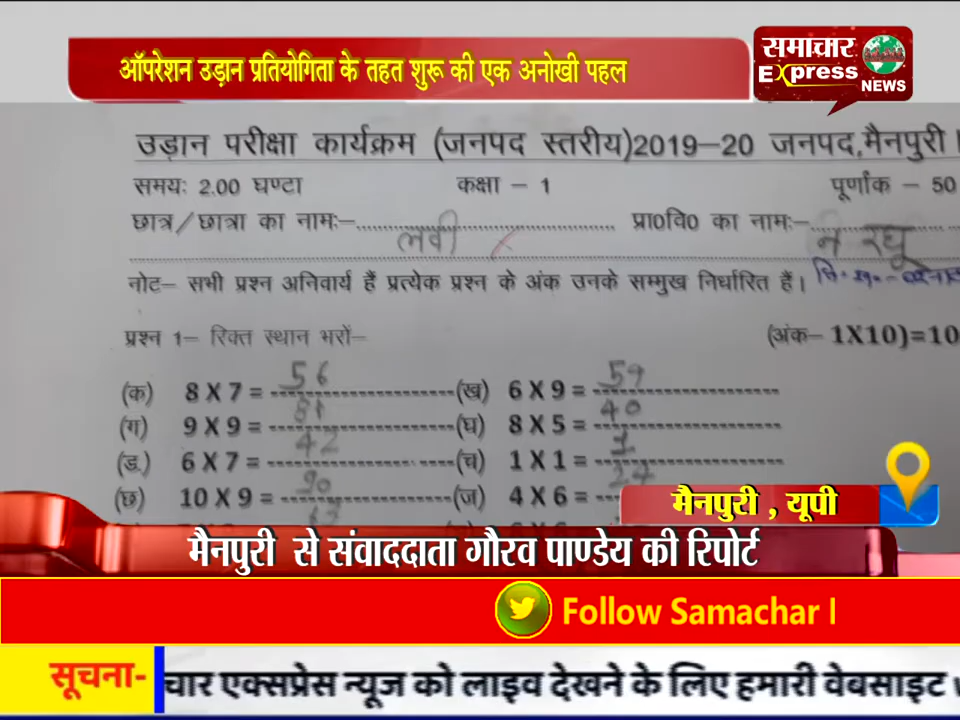 ऑपरेशन उड़ान प्रतियोगिता के तहत शुरू की एक अनोखी पहल
समाचार
Express
NEWS
उड़ान परीक्षा कार्यक्रम (जनपद स्तरीय)2019–20 जनपद,मैनपुरी
समयः 2.00 घण्टा कक्षा – 1 पूर्णांक – 50
छात्र/छात्रा का नामः– लवी प्रा0वि0 का नामः– न रघू
नोट– सभी प्रश्न अनिवार्य हैं प्रत्येक प्रश्न के अंक उनके सम्मुख निर्धारित हैं।
प्रश्न 1– रिक्त स्थान भरों– (अंक– 1X10)=10
(क) 8 X 7 = 56 (ख) 6 X 9 = 59
(ग) 9 X 9 = 81 (घ) 8 X 5 = 40
(ड.) 6 X 7 = 42 (च) 1 X 1 = 1
(छ) 10 X 9 = 90 (ज) 4 X 6 =
मैनपुरी , यूपी
मैनपुरी से संवाददाता गौरव पाण्डेय की रिपोर्ट
Follow Samachar
सूचना- चार एक्सप्रेस न्यूज को लाइव देखने के लिए हमारी वेबसाइट